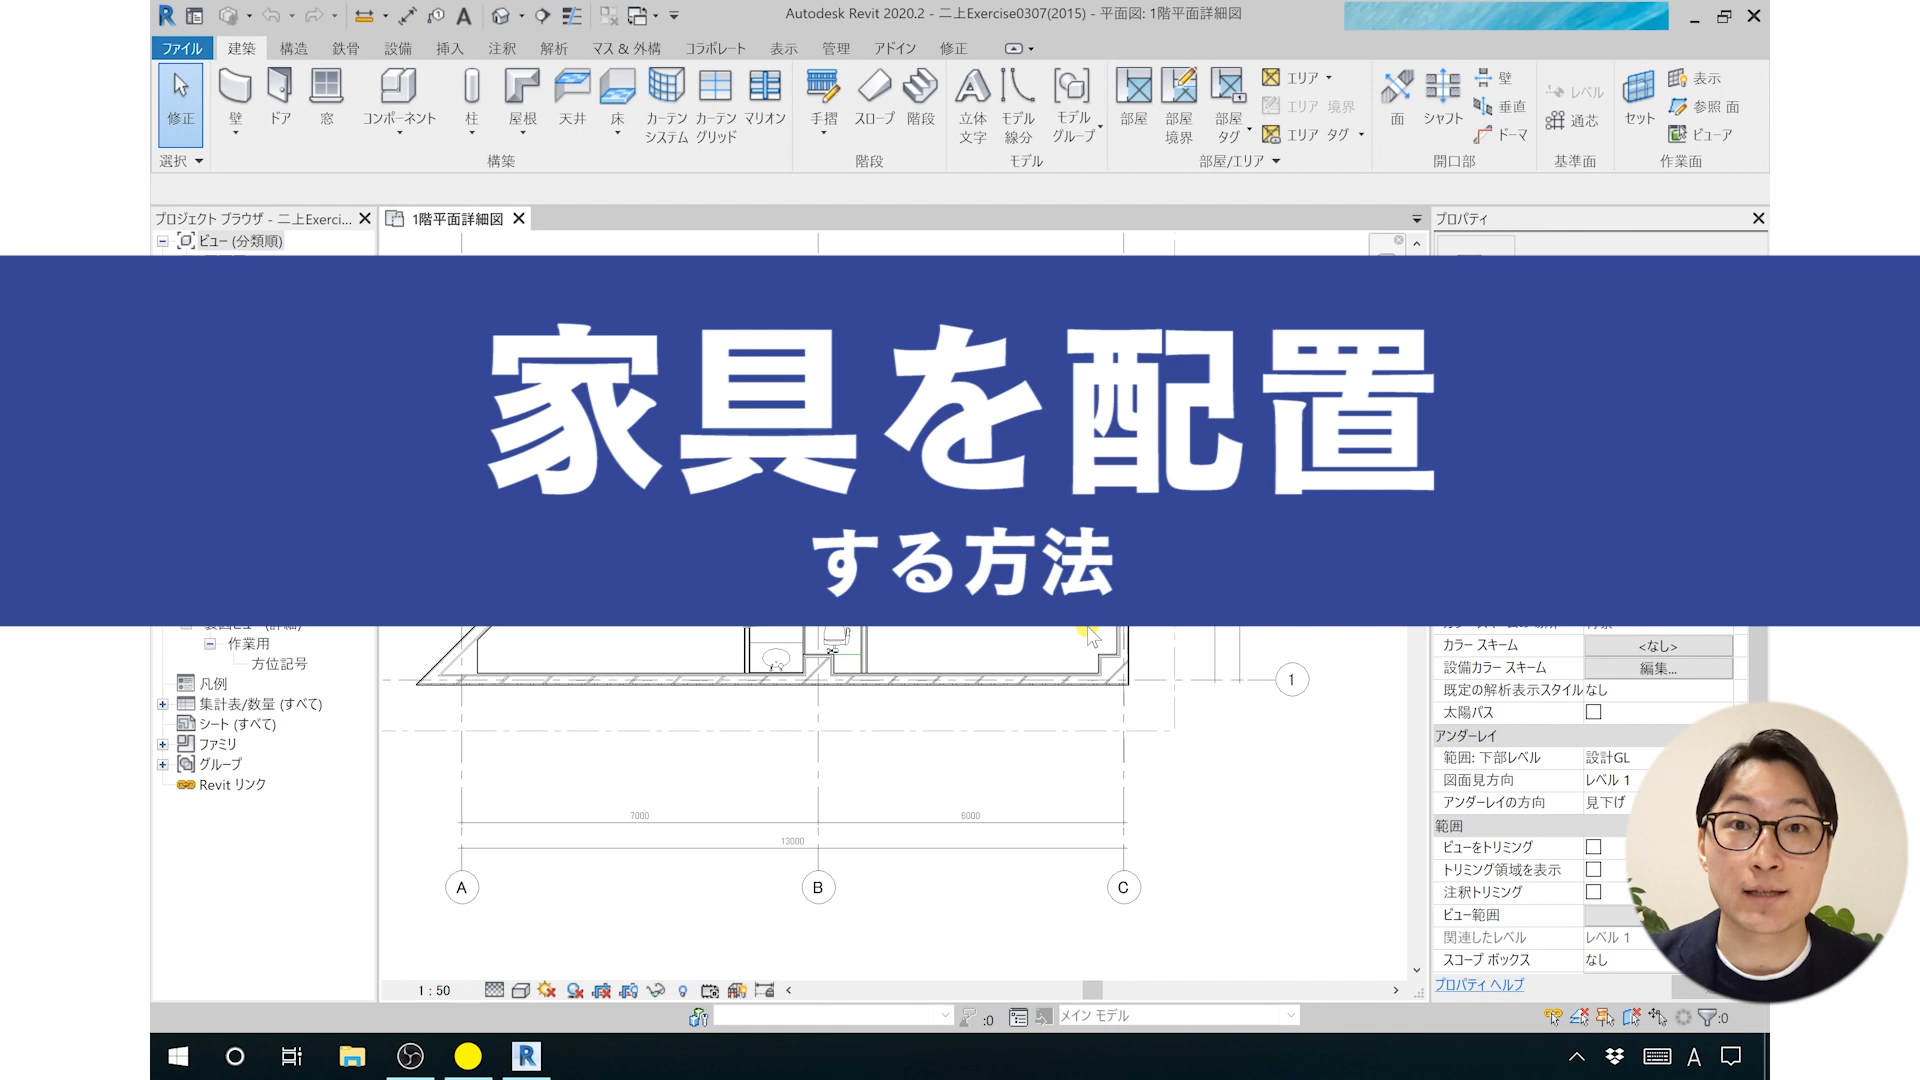 Autodesk Revit 2020.2 - 二上Exercise0307(2015) - 平面図: 1階平面詳細図
ファイル 建築 構造 鉄骨 設備 挿入 注釈 解析 マス & 外構 コラボレート 表示 管理 アドイン 修正
修正 壁 ドア 窓 コンポーネント 柱 屋根 天井 床 カーテン システム カーテン グリッド マリオン 手摺 スロープ 階段 立体 文字 モデル 線分 モデル グループ 部屋 部屋 境界 部屋 タグ エリア エリア 境界 エリア タグ 面 シャフト 壁 垂直 ドーマ レベル 通芯 セット 表示 参照 面 ビューア
選択 構築 階段 モデル 部屋/エリア 開口部 基準面 作業面
プロジェクト ブラウザ - 二上Exerci...
1階平面詳細図
プロパティ
ビュー (分類順)
家具を配置
する方法
作業用
方位記号
凡例
集計表/数量 (すべて)
シート (すべて)
ファミリ
グループ
Revit リンク
1
7000 6000
13000
A B C
カラー スキーム <なし>
設備カラー スキーム 編集...
既定の解析表示スタイル なし
太陽パス
アンダーレイ
範囲: 下部レベル 設計GL
図面見方向 レベル 1
アンダーレイの方向 見下げ
範囲
ビューをトリミング
トリミング領域を表示
注釈トリミング
ビュー範囲
関連したレベル レベル 1
スコープ ボックス なし
プロパティ ヘルプ
1 : 50
:0 メイン モデル :0
A